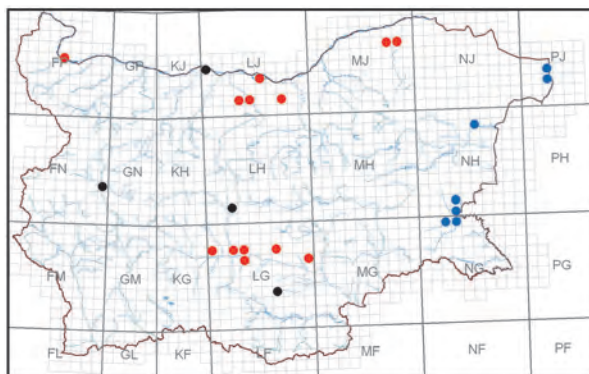 FP GP KJ LJ MJ NJ PJ
FN GN KH LH MH NH PH
FM GM KG LG MG NG PG
FL GL KF LF MF NF PF